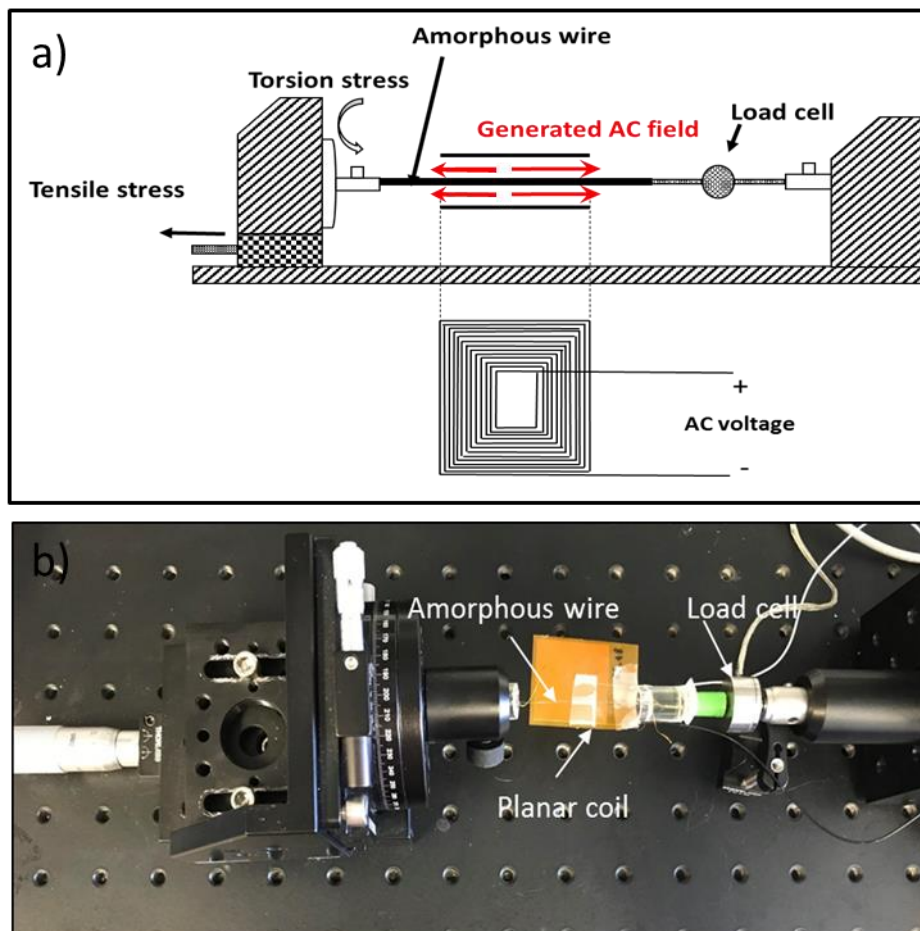 a)
Amorphous wire
Torsion stress
Load cell
Generated AC field
Tensile stress
+
AC voltage
-
b)
Amorphous wire
Load cell
Planar coil